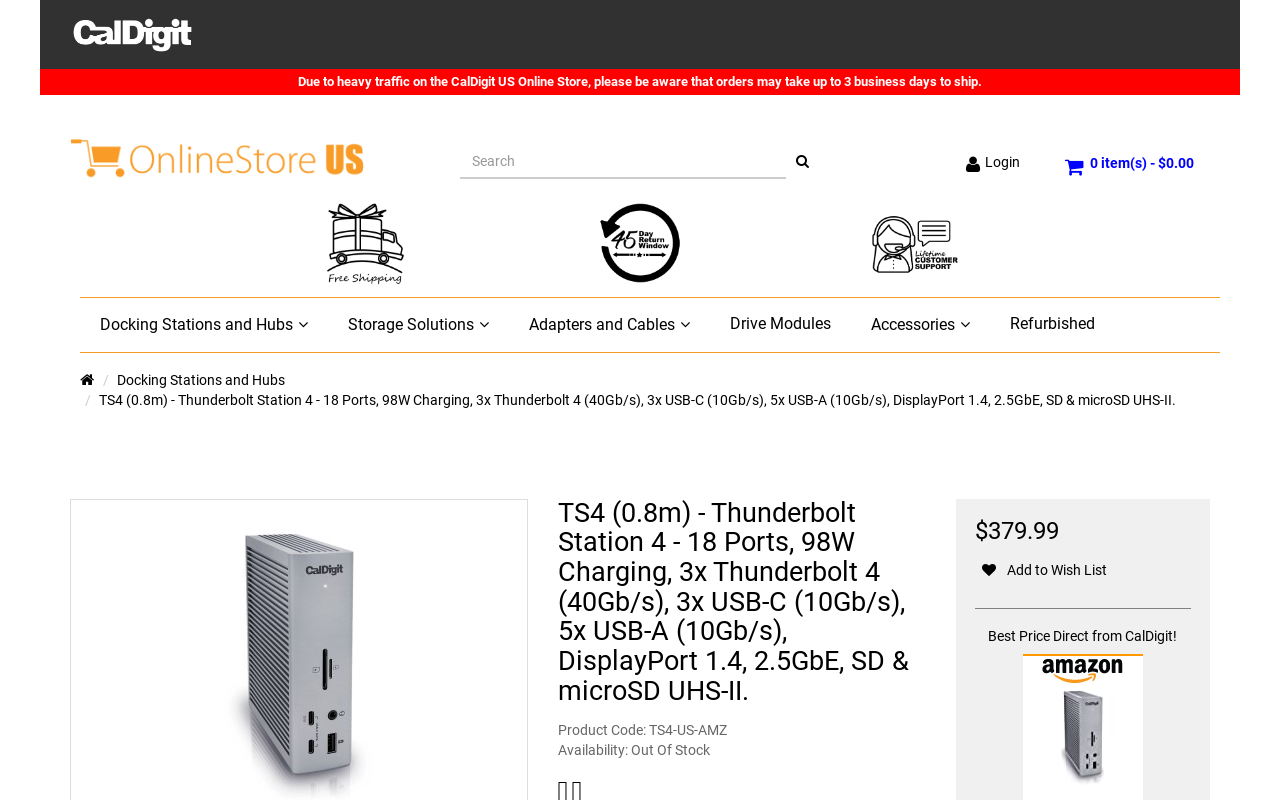 CalDigit
Due to heavy traffic on the CalDigit US Online Store, please be aware that orders may take up to 3 business days to ship.
OnlineStore US
Search
Login
0 item(s) - $0.00
Free Shipping
45 Day Return Window
Lifetime CUSTOMER SUPPORT
Docking Stations and Hubs
Storage Solutions
Adapters and Cables
Drive Modules
Accessories
Refurbished
/ Docking Stations and Hubs
/ TS4 (0.8m) - Thunderbolt Station 4 - 18 Ports, 98W Charging, 3x Thunderbolt 4 (40Gb/s), 3x USB-C (10Gb/s), 5x USB-A (10Gb/s), DisplayPort 1.4, 2.5GbE, SD & microSD UHS-II.
CalDigit
TS4 (0.8m) - Thunderbolt
Station 4 - 18 Ports, 98W
Charging, 3x Thunderbolt 4
(40Gb/s), 3x USB-C (10Gb/s),
5x USB-A (10Gb/s),
DisplayPort 1.4, 2.5GbE, SD &
microSD UHS-II.
Product Code: TS4-US-AMZ
Availability: Out Of Stock
$379.99
Add to Wish List
Best Price Direct from CalDigit!
amazon
CalDigit